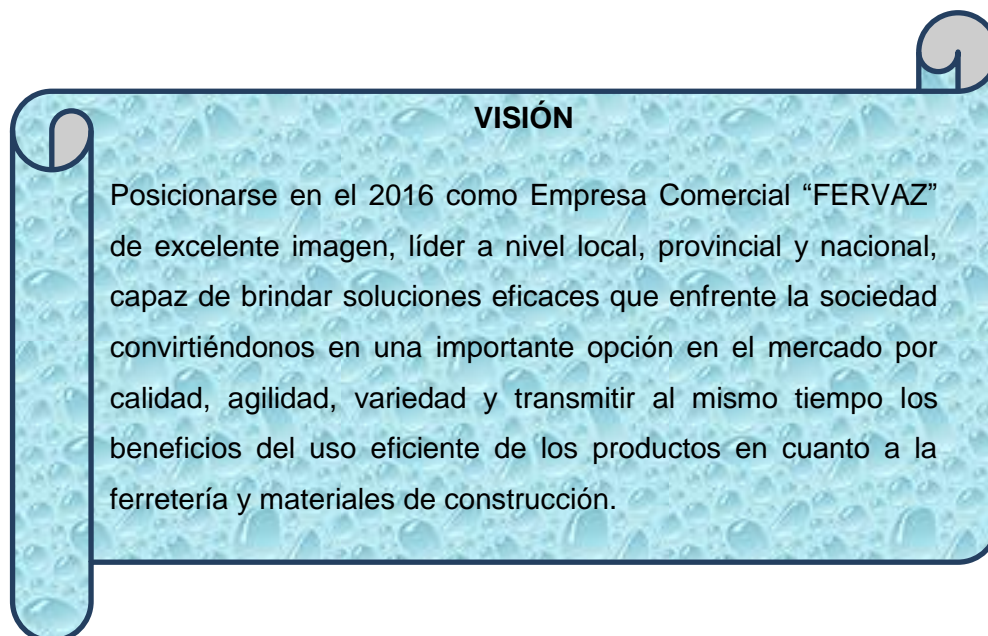 VISIÓN
Posicionarse en el 2016 como Empresa Comercial “FERVAZ”
de excelente imagen, líder a nivel local, provincial y nacional,
capaz de brindar soluciones eficaces que enfrente la sociedad
convirtiéndonos en una importante opción en el mercado por
calidad, agilidad, variedad y transmitir al mismo tiempo los
beneficios del uso eficiente de los productos en cuanto a la
ferretería y materiales de construcción.